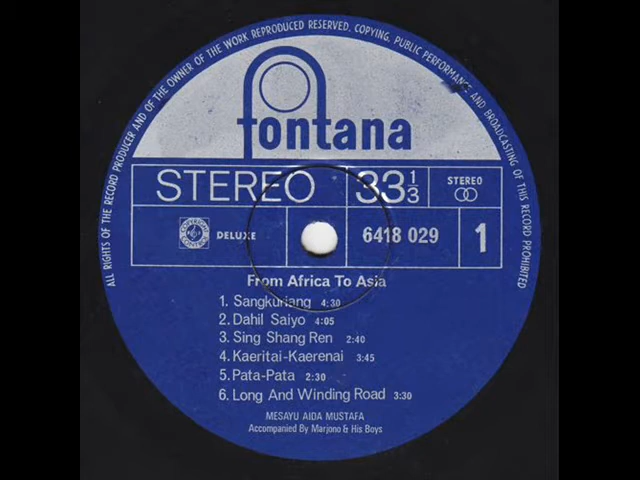 ALL RIGHTS OF THE RECORD PRODUCER AND OF THE OWNER OF THE WORK REPRODUCED RESERVED, COPYING, PUBLIC PERFORMANCE AND BROADCASTING OF THIS RECORD PROHIBITED
fontana
STEREO 33⅓ STEREO
DELUXE 6418 029 1
From Africa To Asia
1. Sangkuriang 4:30
2. Dahil Saiyo 4:05
3. Sing Shang Ren 2:40
4. Kaeritai-Kaerenai 3:45
5. Pata-Pata 2:30
6. Long And Winding Road 3:30
MESAYU AIDA MUSTAFA
Accompanied By Marjono & His Boys